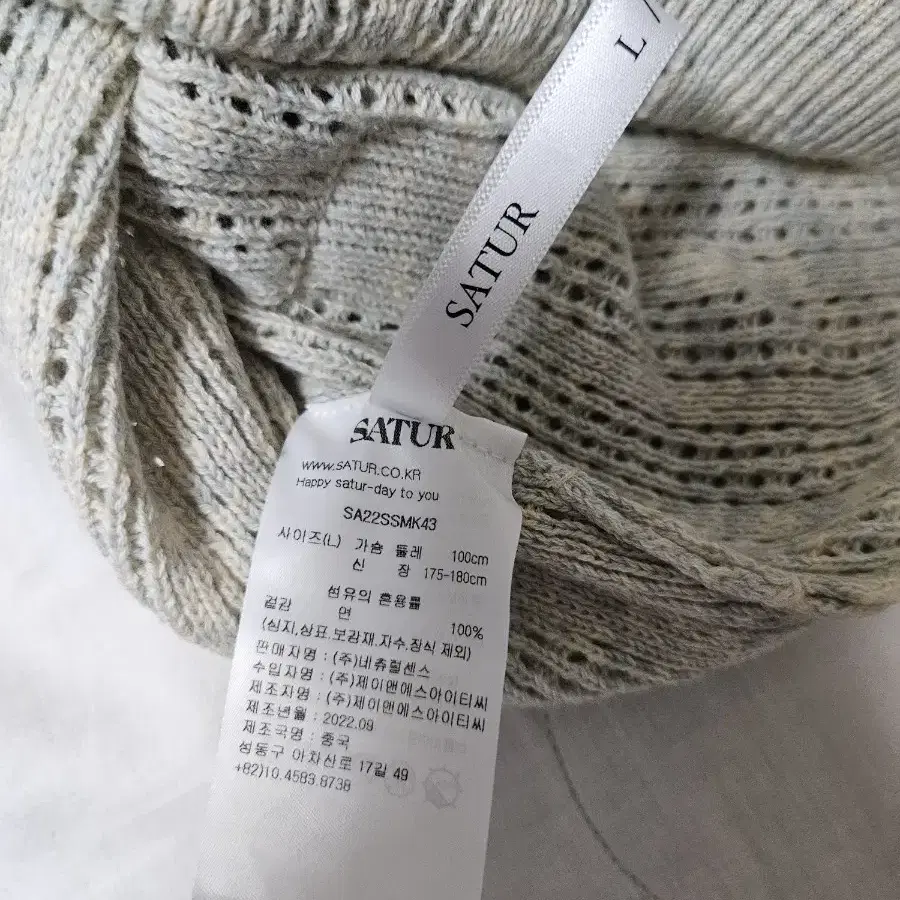 L /
SATUR
SATUR
WWW.SATUR.CO.KR
Happy satur-day to you
SA22SSMK43
사이즈(L) 가슴 둘레 100cm
신 장 175-180cm
섬유의 혼용률
겉감 면 100%
(심지,상표.보강재.자수.장식 제외)
판매자명 : (주)네츄럴센스
수입자명 : (주)제이앤에스아이티씨
제조자명 : (주)제이앤에스아이티씨
제조년월 : 2022.09
제조국명 : 중국
성동구 아차산로 17길 49
+82)10.4583.8738